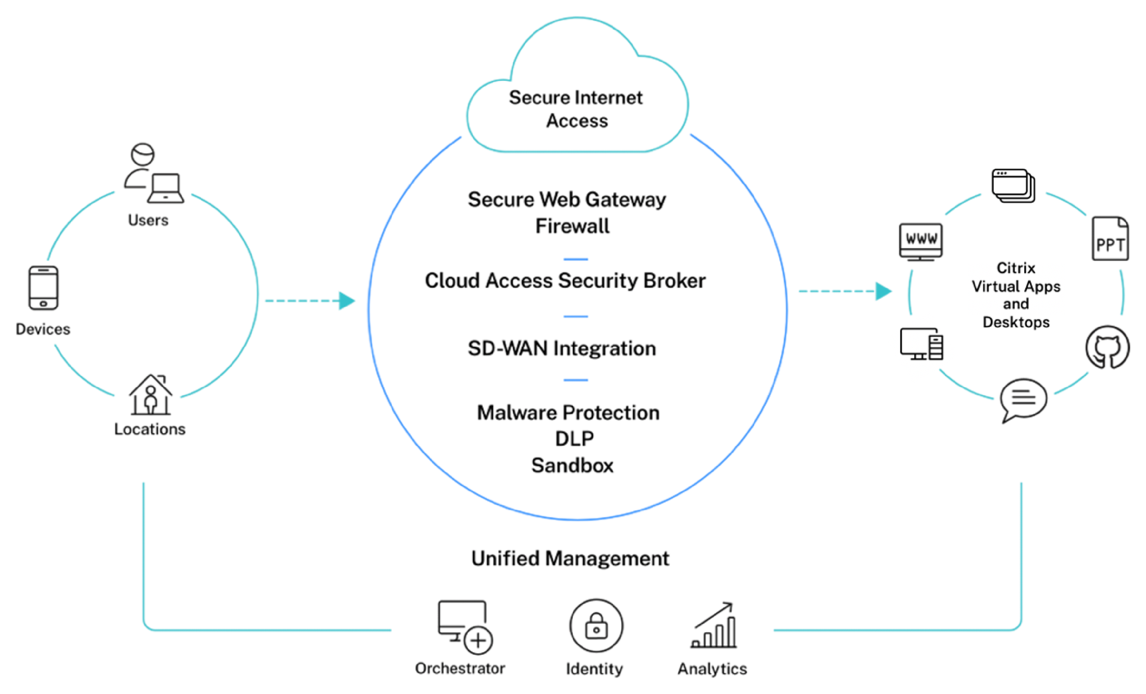 Secure Internet
Access
Users
Devices
Locations
Secure Web Gateway
Firewall
Cloud Access Security Broker
SD-WAN Integration
Malware Protection
DLP
Sandbox
WWW
PPT
Citrix
Virtual Apps
and
Desktops
Unified Management
Orchestrator
Identity
Analytics